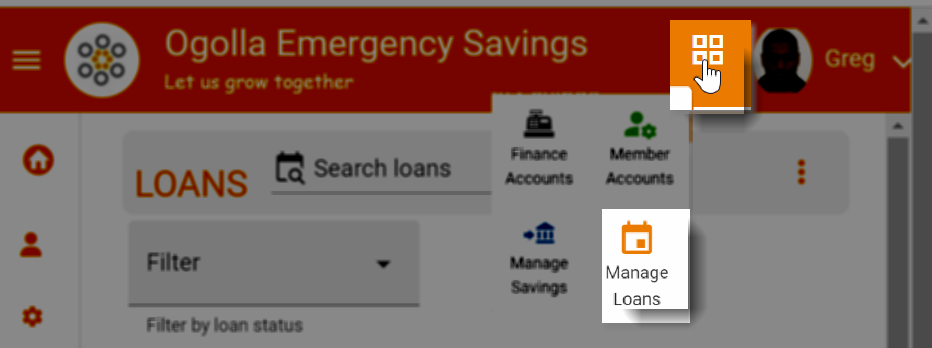 Ogolla Emergency Savings
Let us grow together
Greg
Finance
Accounts
Member
Accounts
LOANS
Search loans
Manage
Savings
Manage
Loans
Filter
Filter by loan status